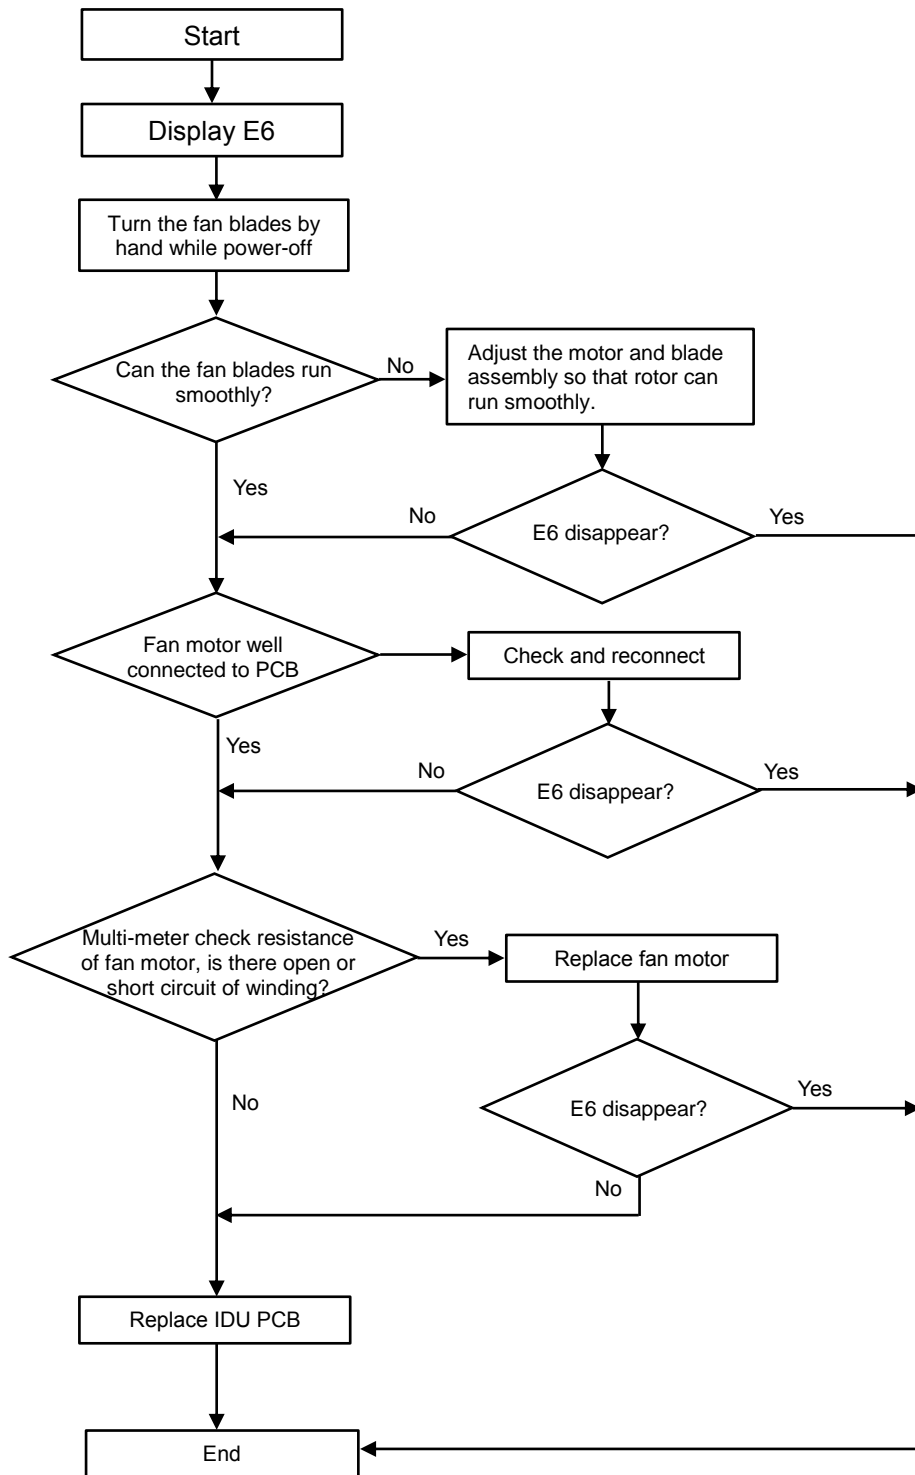 Start
Display E6
Turn the fan blades by
hand while power-off
Can the fan blades run
smoothly?
No
Adjust the motor and blade
assembly so that rotor can
run smoothly.
Yes
No
E6 disappear?
Yes
Fan motor well
connected to PCB
Check and reconnect
Yes
No
E6 disappear?
Yes
Multi-meter check resistance
of fan motor, is there open or
short circuit of winding?
Yes
Replace fan motor
No
E6 disappear?
Yes
No
Replace IDU PCB
End